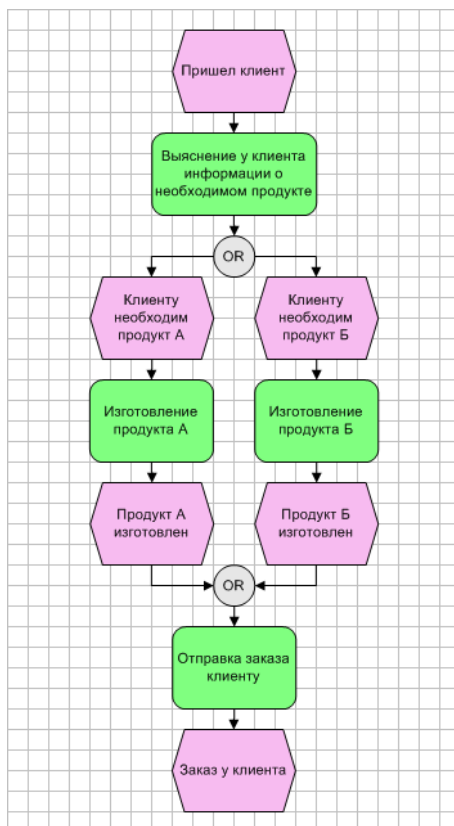 Пришел клиент
Выяснение у клиента
информации о
необходимом продукте
OR
Клиенту
необходим
продукт А
Клиенту
необходим
продукт Б
Изготовление
продукта А
Изготовление
продукта Б
Продукт А
изготовлен
Продукт Б
изготовлен
OR
Отправка заказа
клиенту
Заказ у клиента